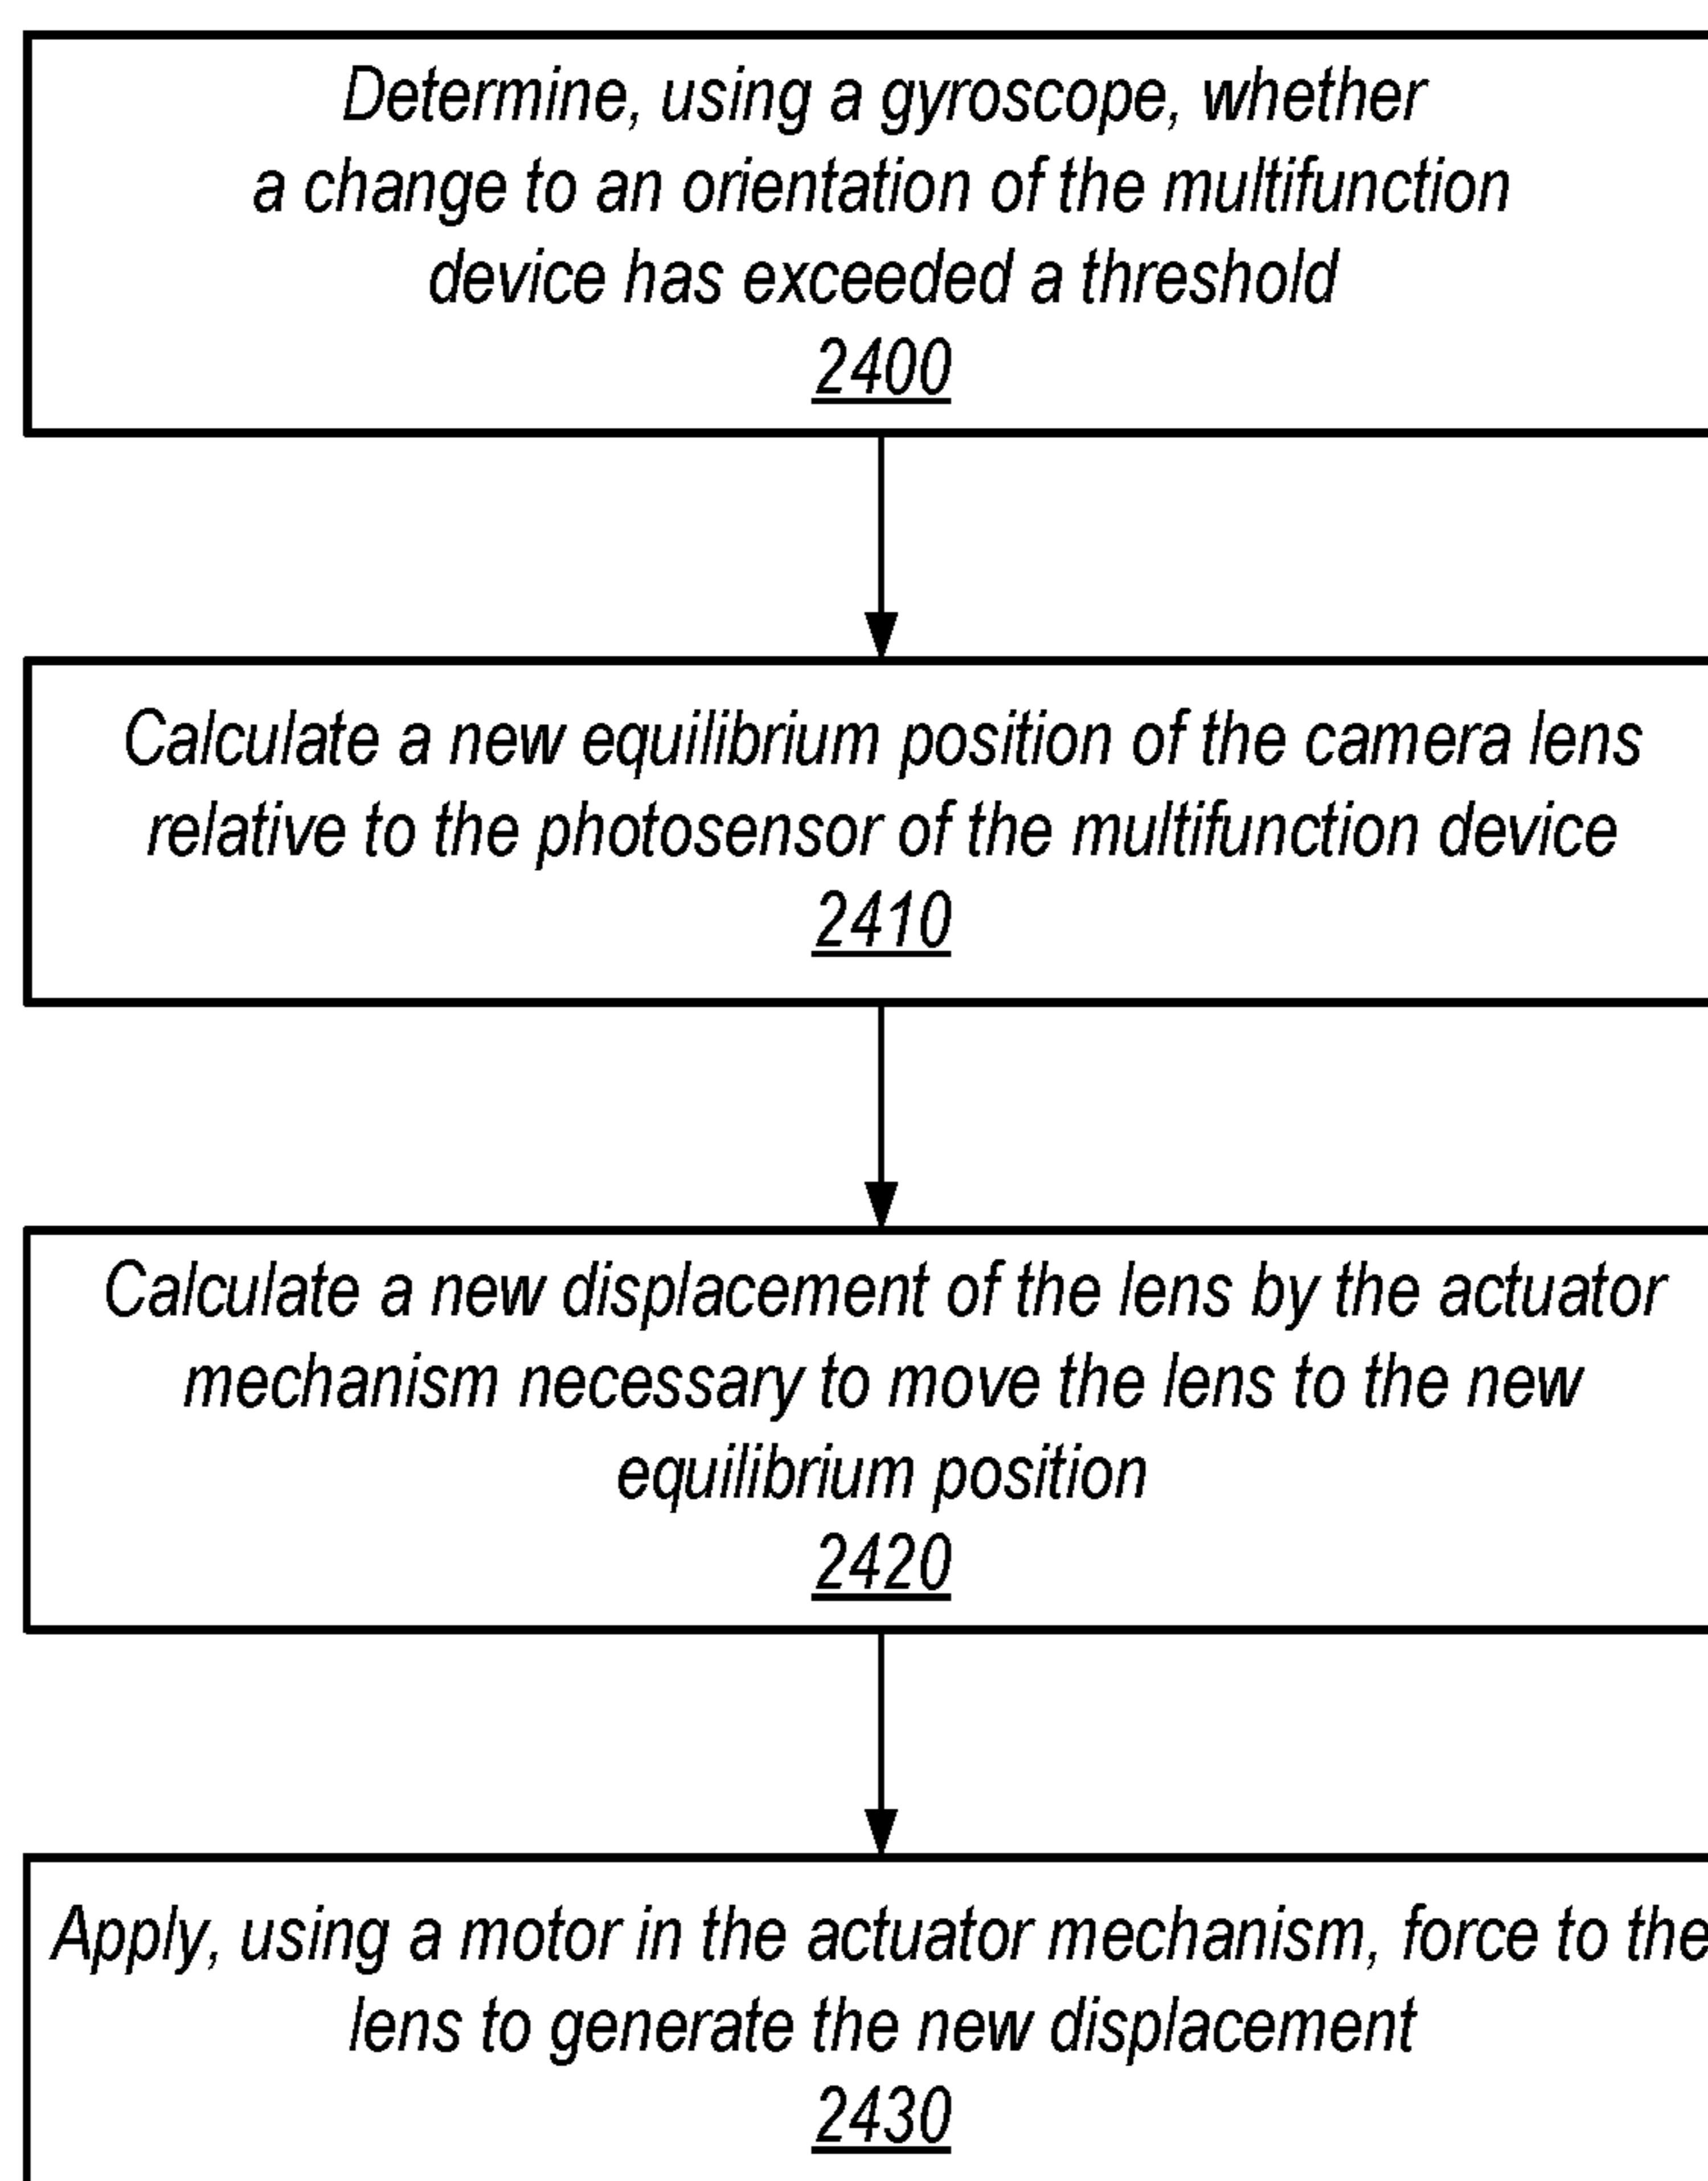 Determine, using a gyroscope, whether
a change to an orientation of the multifunction
device has exceeded a threshold
2400
Calculate a new equilibrium position of the camera lens
relative to the photosensor of the multifunction device
2410
Calculate a new displacement of the lens by the actuator
mechanism necessary to move the lens to the new
equilibrium position
2420
Apply, using a motor in the actuator mechanism, force to the
lens to generate the new displacement
2430